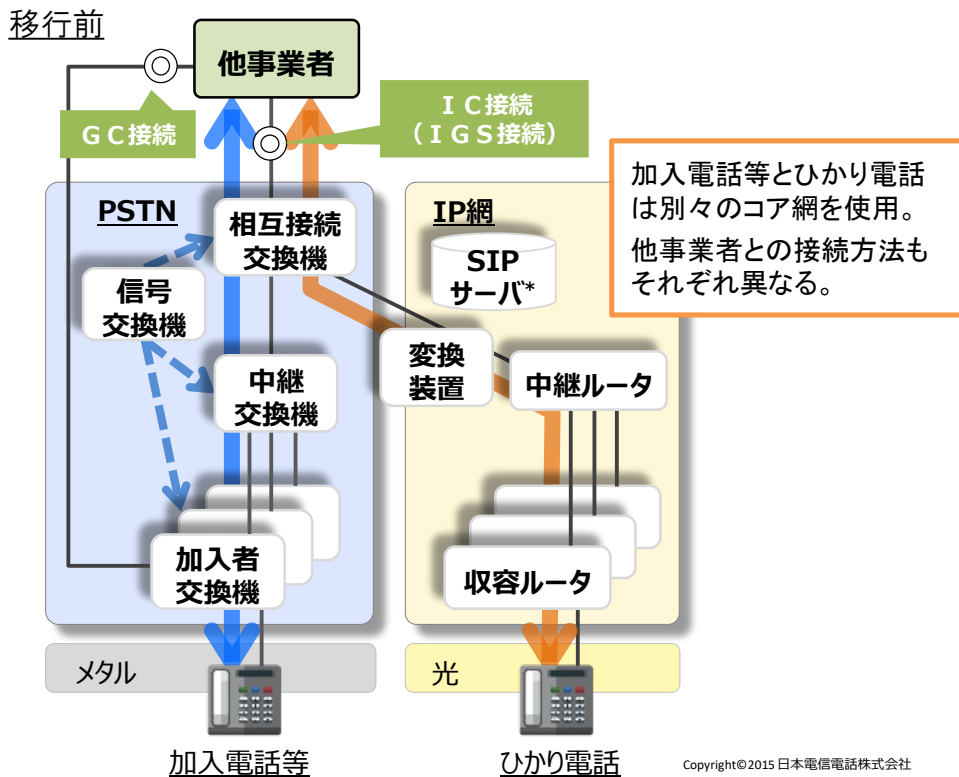 移行前
他事業者
GC接続
IC接続
(IGS接続)
加入電話等とひかり電話
は別々のコア網を使用。
他事業者との接続方法も
それぞれ異なる。
PSTN
相互接続
交換機
信号
交換機
中継
交換機
加入者
交換機
IP網
SIP
サーバ*
変換
装置
中継ルータ
収容ルータ
メタル
光
加入電話等
ひかり電話
Copyright©2015 日本電信電話株式会社